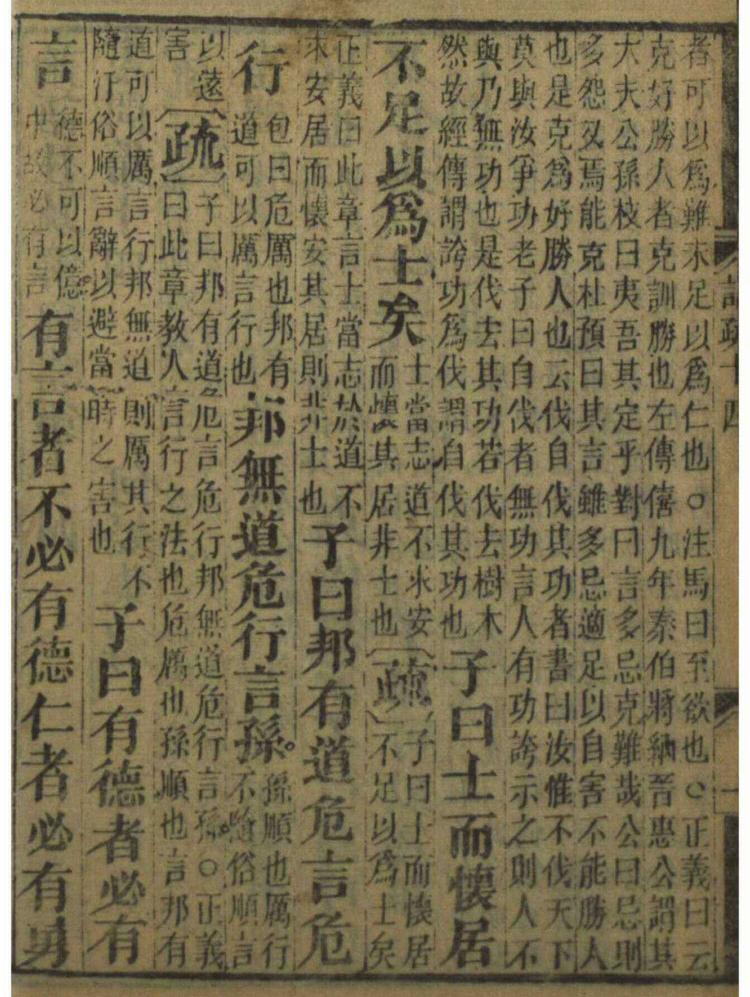 疏十四
一
者可以爲難未足以爲仁也○注馬曰至欲也○正義曰云
克好勝人者克訓勝也左傳僖九年秦伯將納晉惠公謂其
大夫公孫枝曰夷吾其定乎對曰言多忌克難哉公曰忌則
多怨又焉能克杜預曰其言雖多忌適足以自害不能勝人
也是克爲好勝人也云伐自伐其功者書曰汝惟不伐天下
莫與汝爭功老子曰自伐者無功言人有功誇示之則人不
與乃無功也是伐去其功若伐去樹木
然故經傳謂誇功爲伐謂自伐其功也
子曰士而懷居
不足以爲士矣
士當志道不求安
而懷其居非士也
疏
子曰士而懷居
不足以爲士矣
正義曰此章言士當志於道不
求安居而懷安其居則非士也
子曰邦有道危言危
行
包曰危厲也邦有
道可以厲言行也
邦無道危行言孫。
孫順也厲行
不隨俗順言
以遠
害
疏
子曰邦有道危言危行邦無道危行言孫○正義
曰此章教人言行之法也危厲也孫順也言邦有
道可以厲言行邦無道則厲其行不
隨汙俗順言辭以避當時之害也
子曰有德者必有
言
德不可以億
中故必有言
有言者不必有德仁者必有勇